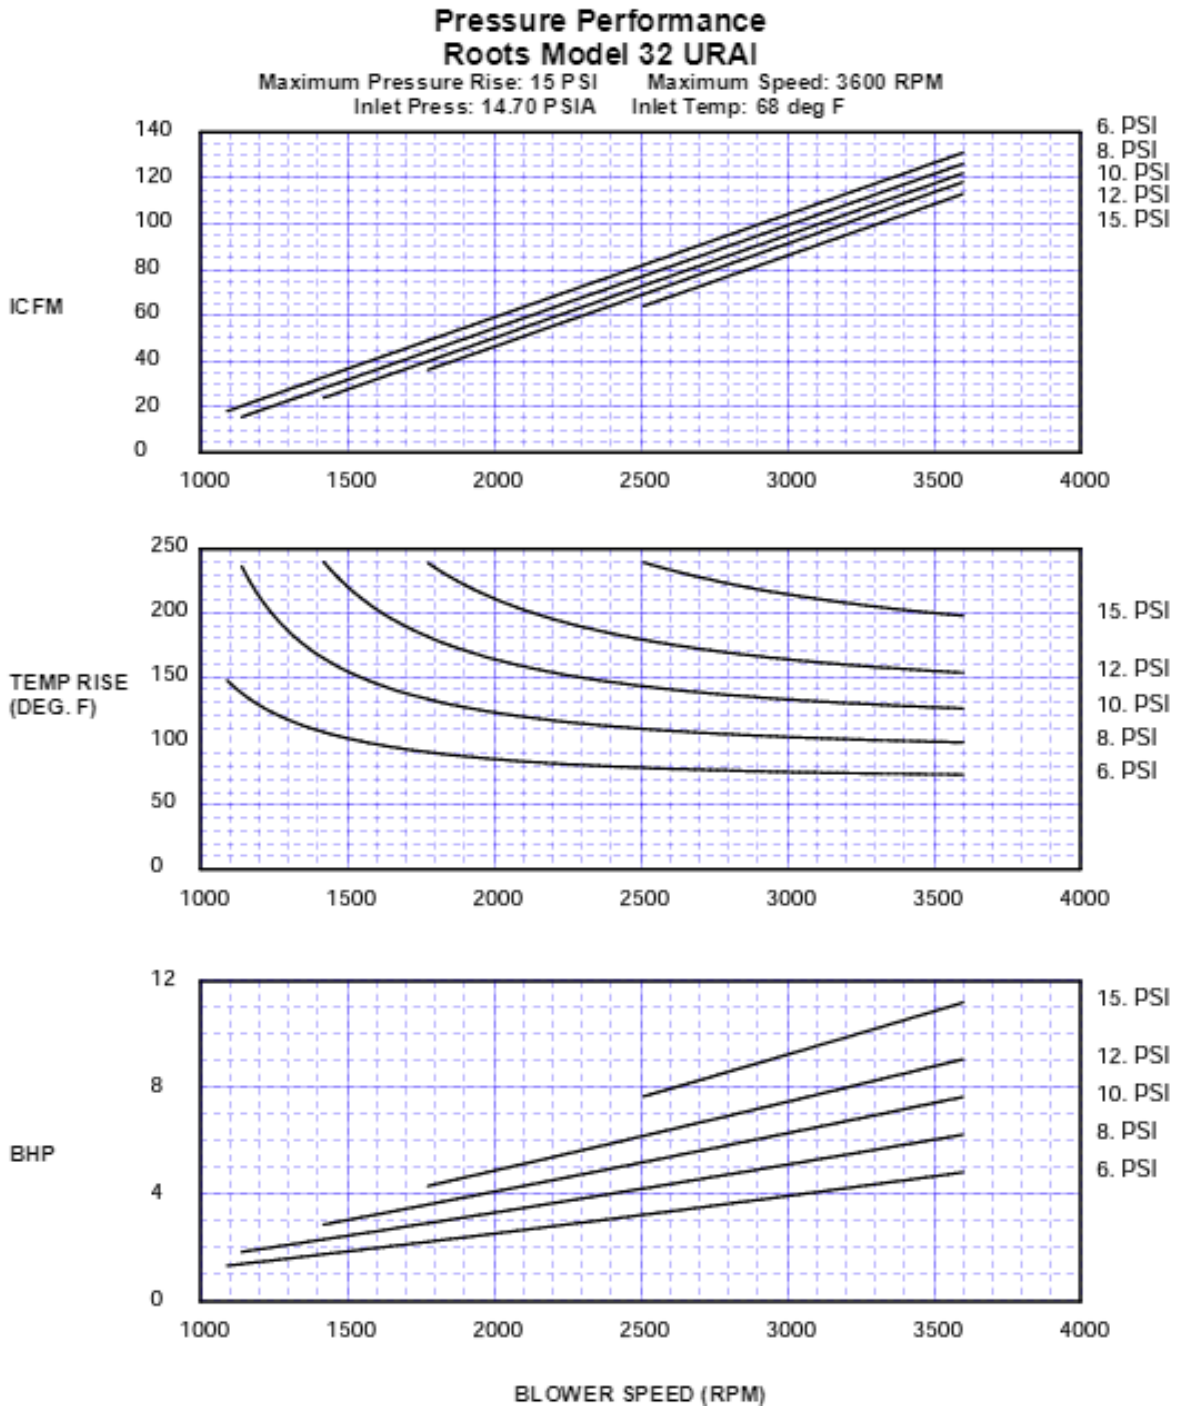 Pressure Performance
Roots Model 32 URAI
Maximum Pressure Rise: 15 PSI Maximum Speed: 3600 RPM
Inlet Press: 14.70 PSIA Inlet Temp: 68 deg F
140
120
100
80
60
40
20
0
ICFM
6. PSI
8. PSI
10. PSI
12. PSI
15. PSI
1000 1500 2000 2500 3000 3500 4000
250
200
150
100
50
0
TEMP RISE
(DEG. F)
15. PSI
12. PSI
10. PSI
8. PSI
6. PSI
1000 1500 2000 2500 3000 3500 4000
12
8
4
0
BHP
15. PSI
12. PSI
10. PSI
8. PSI
6. PSI
1000 1500 2000 2500 3000 3500 4000
BLOWER SPEED (RPM)